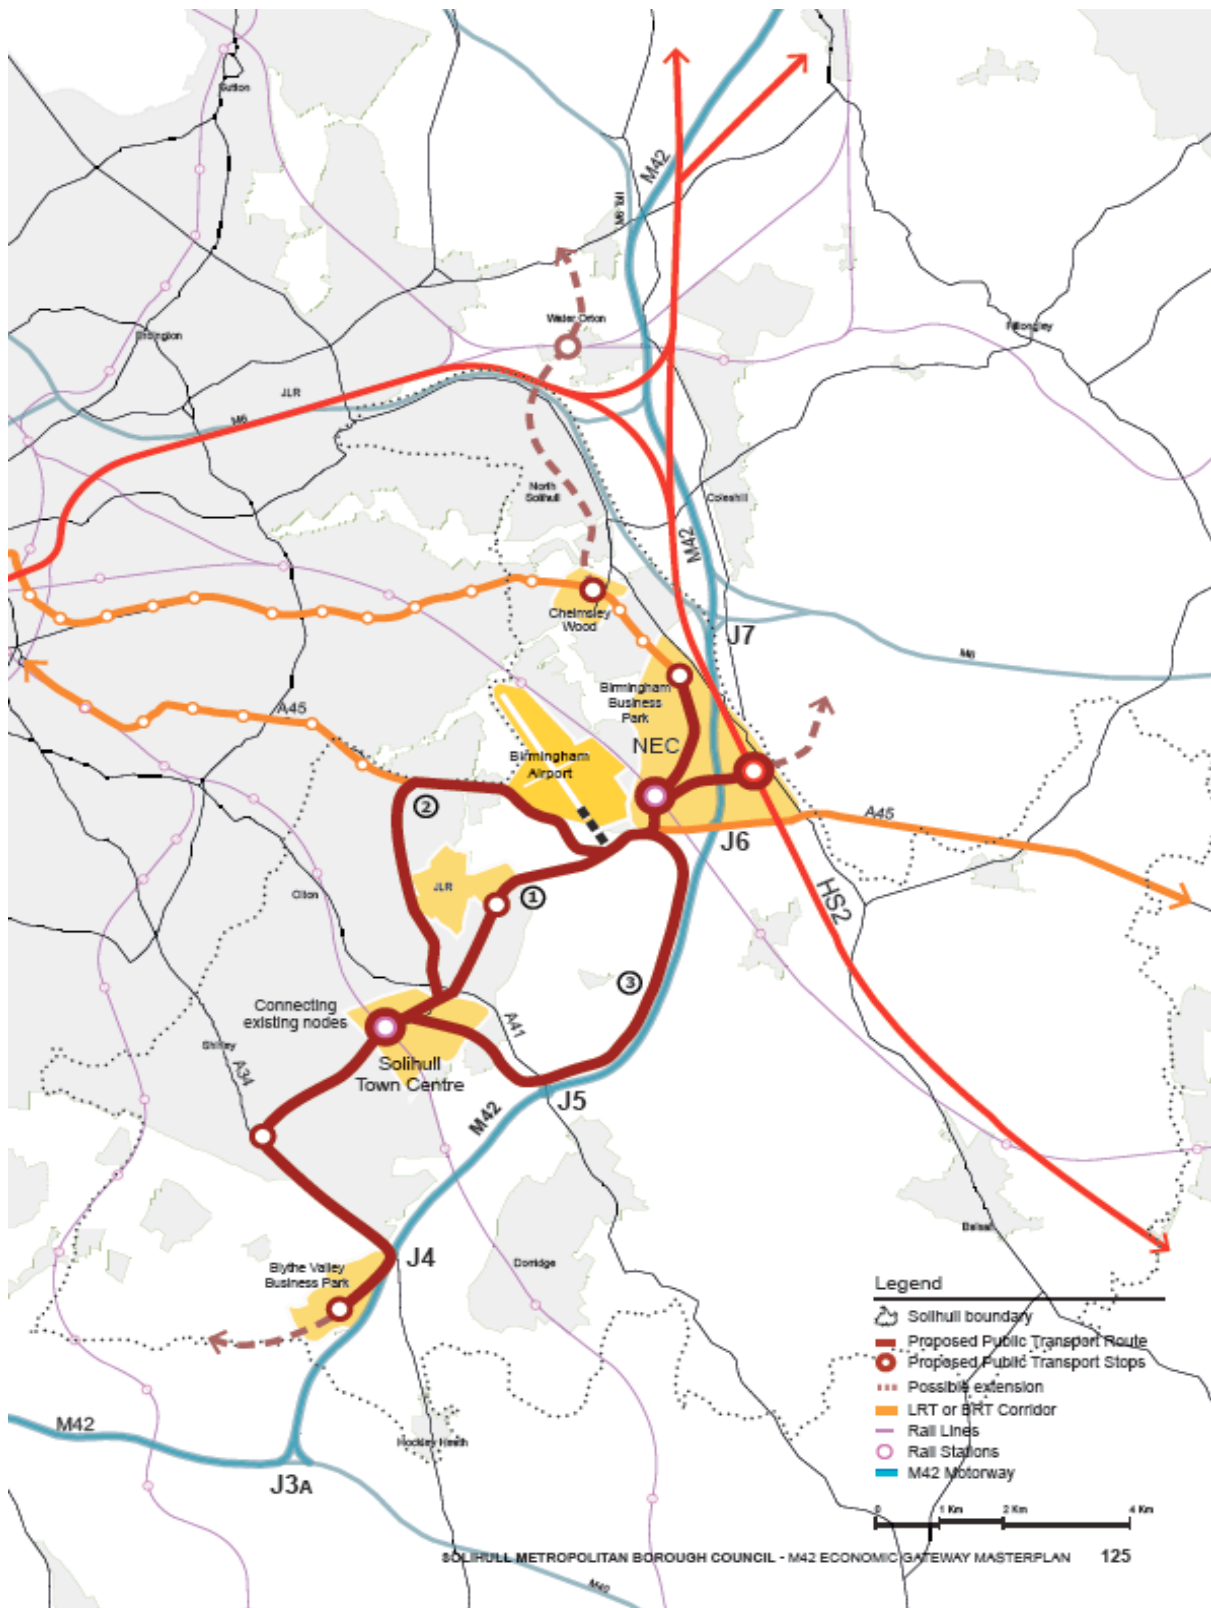 Sutton
M42
M6 Toll
Water Orton
Erdington
Fillongley
JLR
M6
North
Solihull
Coleshill
M42
Chelmsley
Wood
J7
M6
Birmingham
Business
Park
A45
NEC
Birmingham
Airport
2
A45
J6
JLR
1
Olton
HS2
3
Connecting
existing nodes
A41
Shirley
A34
Solihull
Town Centre
J5
M42
Balsall
J4
Dorridge
Blythe Valley
Business Park
Legend
Solihull boundary
Proposed Public Transport Route
Proposed Public Transport Stops
Possible extension
LRT or BRT Corridor
Rail Lines
Rail Stations
M42 Motorway
M42
Hockley Heath
J3A
0 1 Km 2 Km 4 Km
SOLIHULL METROPOLITAN BOROUGH COUNCIL - M42 ECONOMIC GATEWAY MASTERPLAN 125
M40